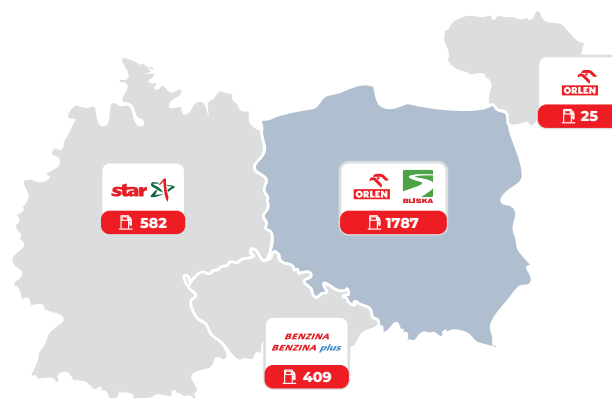 ORLEN
25
star
582
ORLEN
BLISKA
1787
BENZINA
BENZINA plus
409